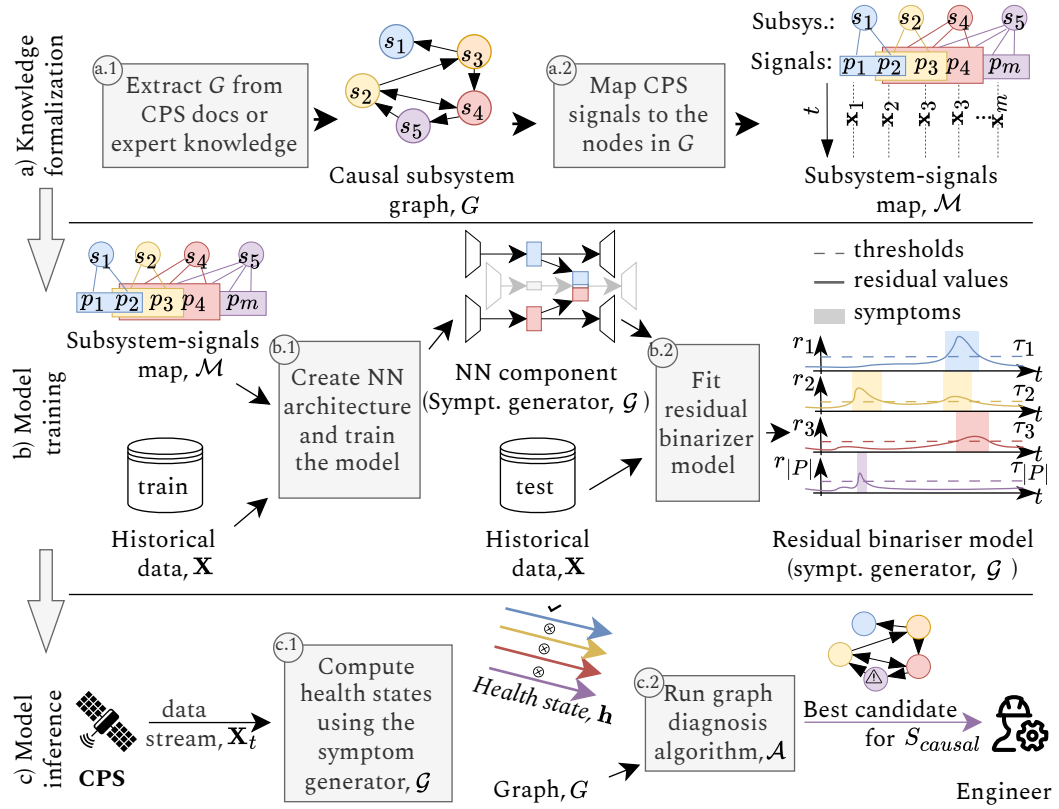 a) Knowledge
formalization
a.1
Extract G from
CPS docs or
expert knowledge
s1
s3
s2
s4
s5
Causal subsystem
graph, G
a.2
Map CPS
signals to the
nodes in G
Subsys.: s1 s2 s4 s5
Signals: p1 p2 p3 p4 pm
t
x1 x2 x3 x3 ... xm
Subsystem-signals
map, ℳ
b) Model
training
s1 s2 s4 s5
p1 p2 p3 p4 pm
Subsystem-signals
map, ℳ
train
Historical
data, X
b.1
Create NN
architecture
and train
the model
NN component
(Sympt. generator, 𝒢 )
test
Historical
data, X
b.2
Fit
residual
binarizer
model
thresholds
residual values
symptoms
r1 τ1
t
r2 τ2
t
r3 τ3
t
r|P| τ|P|
t
Residual binariser model
(sympt. generator, 𝒢 )
c) Model
inference
CPS
data
stream, Xt
c.1
Compute
health states
using the
symptom
generator, 𝒢
Health state, h
Graph, G
c.2
Run graph
diagnosis
algorithm, 𝒜
Best candidate
for Scausal
Engineer